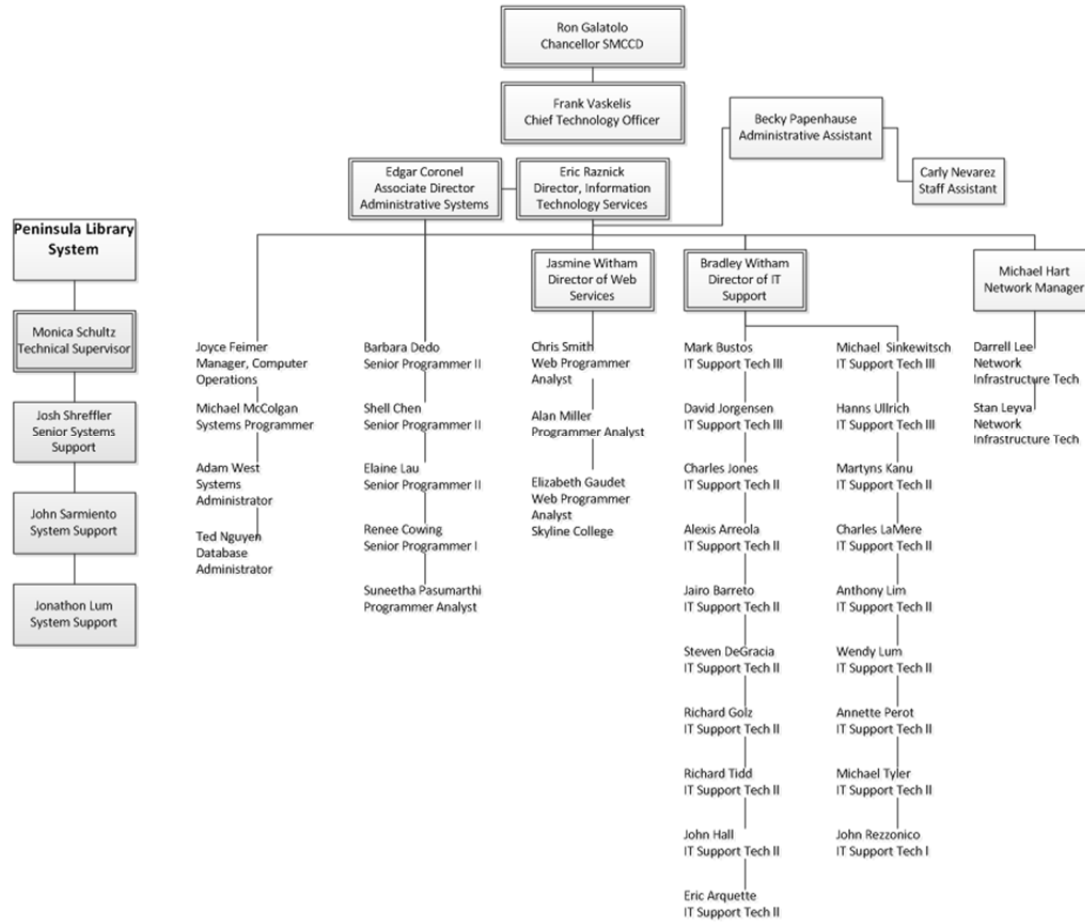 Ron Galatolo
Chancellor SMCCD
Frank Vaskelis
Chief Technology Officer
Becky Papenhause
Administrative Assistant
Carly Nevarez
Staff Assistant
Edgar Coronel
Associate Director
Administrative Systems
Eric Raznick
Director, Information
Technology Services
Peninsula Library
System
Monica Schultz
Technical Supervisor
Josh Shreffler
Senior Systems
Support
John Sarmiento
System Support
Jonathon Lum
System Support
Joyce Feimer
Manager, Computer
Operations
Michael McColgan
Systems Programmer
Adam West
Systems
Administrator
Ted Nguyen
Database
Administrator
Barbara Dedo
Senior Programmer II
Shell Chen
Senior Programmer II
Elaine Lau
Senior Programmer II
Renee Cowing
Senior Programmer I
Suneetha Pasumarthi
Programmer Analyst
Jasmine Witham
Director of Web
Services
Chris Smith
Web Programmer
Analyst
Alan Miller
Programmer Analyst
Elizabeth Gaudet
Web Programmer
Analyst
Skyline College
Bradley Witham
Director of IT
Support
Mark Bustos
IT Support Tech III
David Jorgensen
IT Support Tech III
Charles Jones
IT Support Tech II
Alexis Arreola
IT Support Tech II
Jairo Barreto
IT Support Tech II
Steven DeGracia
IT Support Tech II
Richard Golz
IT Support Tech II
Richard Tidd
IT Support Tech II
John Hall
IT Support Tech II
Eric Arquette
IT Support Tech II
Michael Sinkewitsch
IT Support Tech III
Hanns Ullrich
IT Support Tech III
Martyns Kanu
IT Support Tech II
Charles LaMere
IT Support Tech II
Anthony Lim
IT Support Tech II
Wendy Lum
IT Support Tech II
Annette Perot
IT Support Tech II
Michael Tyler
IT Support Tech II
John Rezzonico
IT Support Tech I
Michael Hart
Network Manager
Darrell Lee
Network
Infrastructure Tech
Stan Leyva
Network
Infrastructure Tech